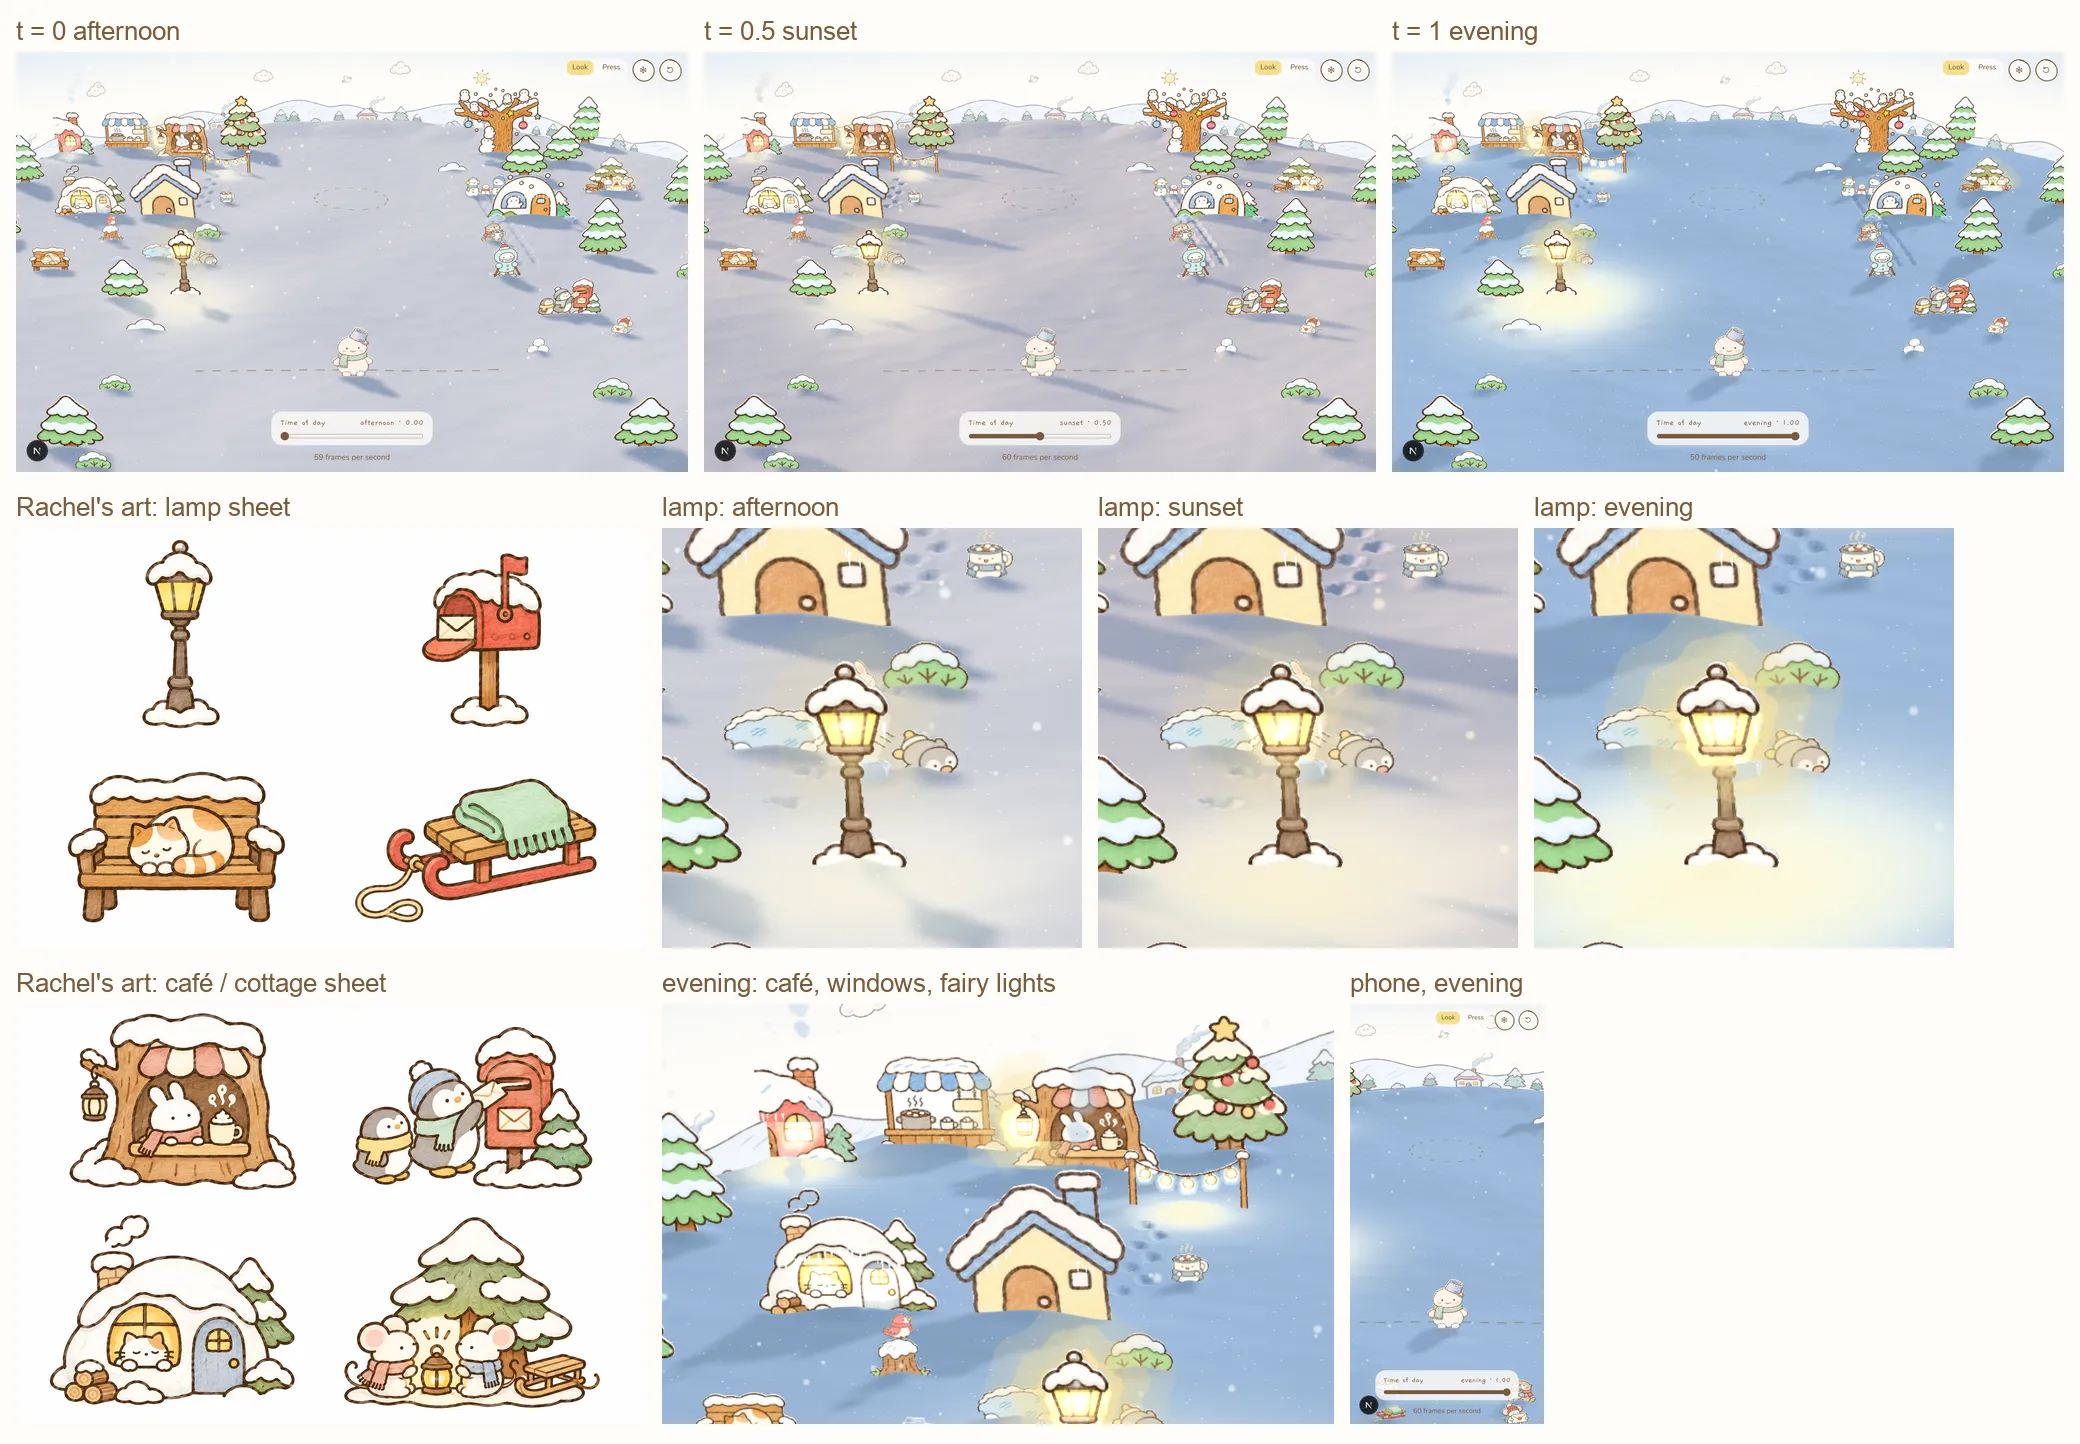 t = 0 afternoon
t = 0.5 sunset
t = 1 evening
Look Press
Look Press
Look Press
Time of day afternoon · 0.00
Time of day sunset · 0.50
Time of day evening · 1.00
N
59 frames per second
N
60 frames per second
N
50 frames per second
Rachel's art: lamp sheet
lamp: afternoon
lamp: sunset
lamp: evening
Rachel's art: café / cottage sheet
evening: café, windows, fairy lights
phone, evening
Look Press
Time of day evening · 1.00
N
60 frames per second